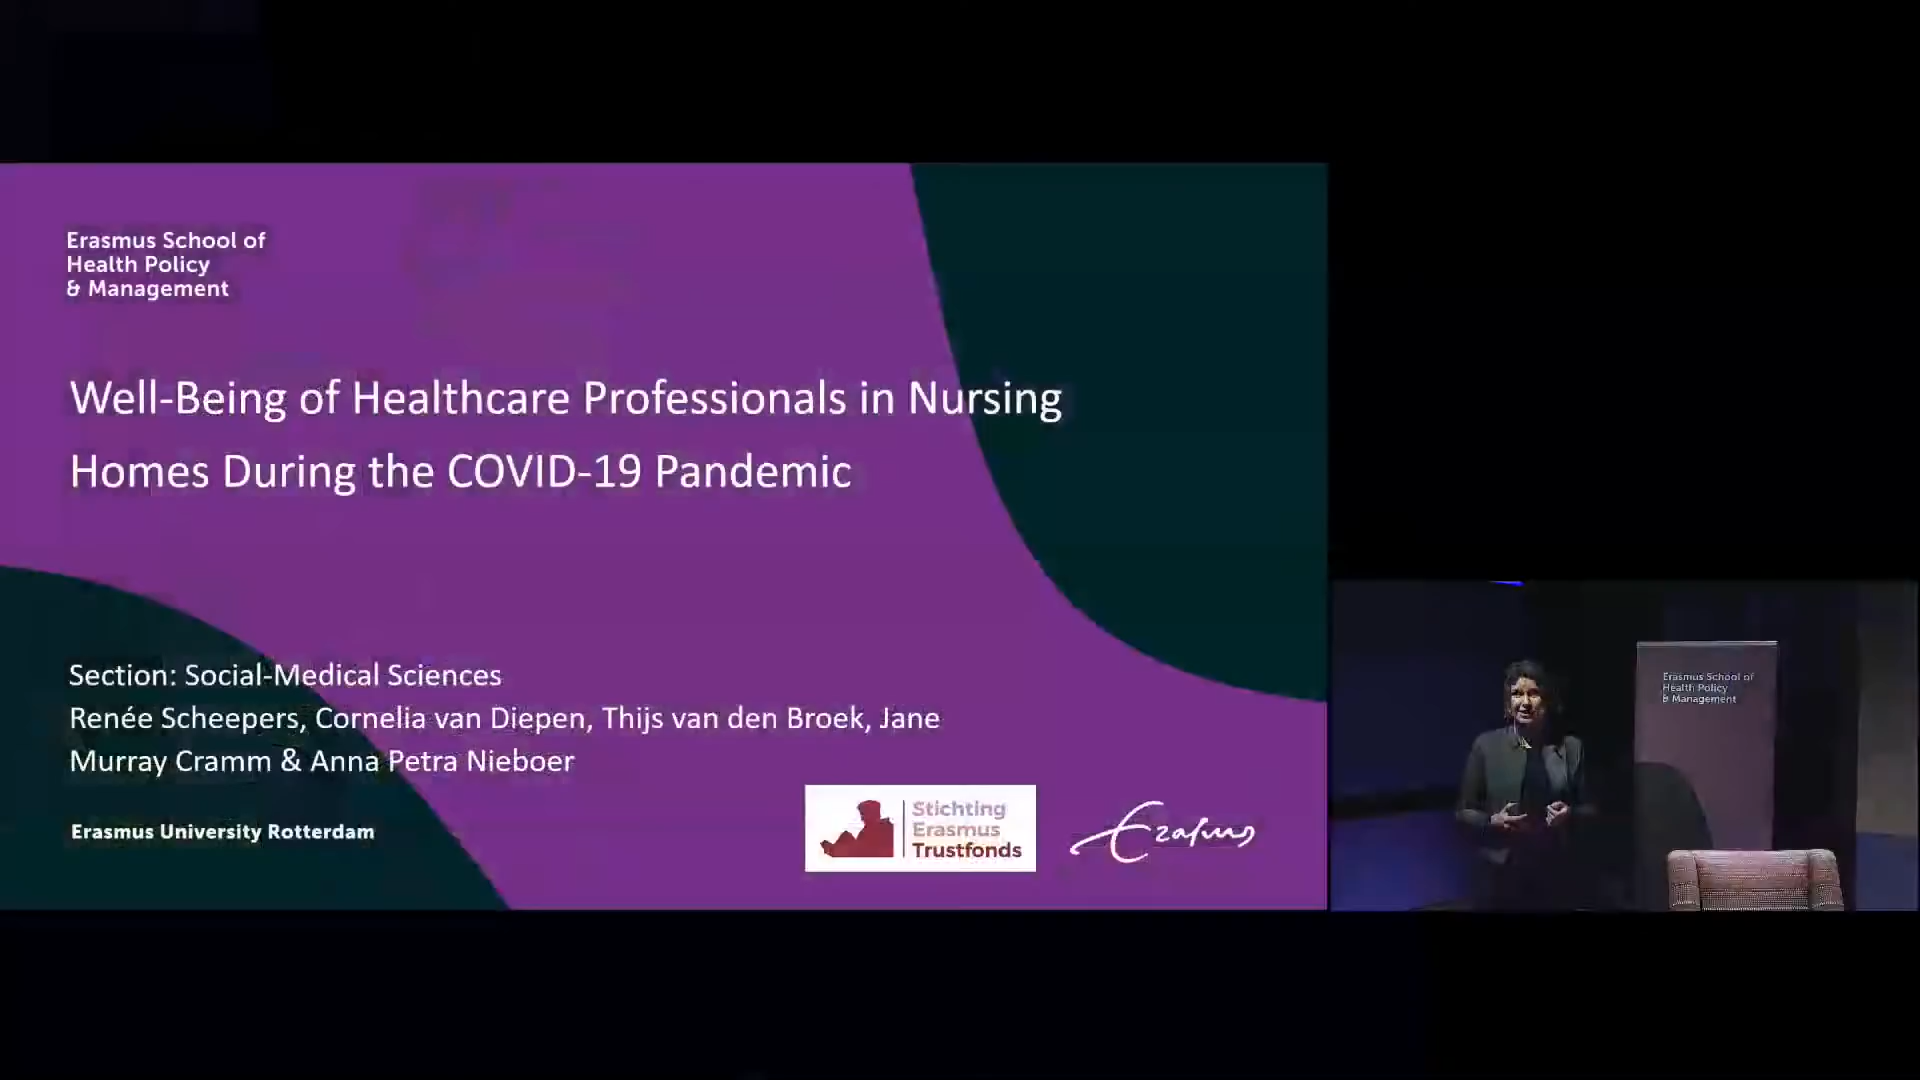 Erasmus School of
Health Policy
& Management
Well-Being of Healthcare Professionals in Nursing
Homes During the COVID-19 Pandemic
Section: Social-Medical Sciences
Renée Scheepers, Cornelia van Diepen, Thijs van den Broek, Jane
Murray Cramm & Anna Petra Nieboer
Erasmus University Rotterdam
Stichting
Erasmus
Trustfonds
Erasmus
Erasmus School of
Health Policy
& Management